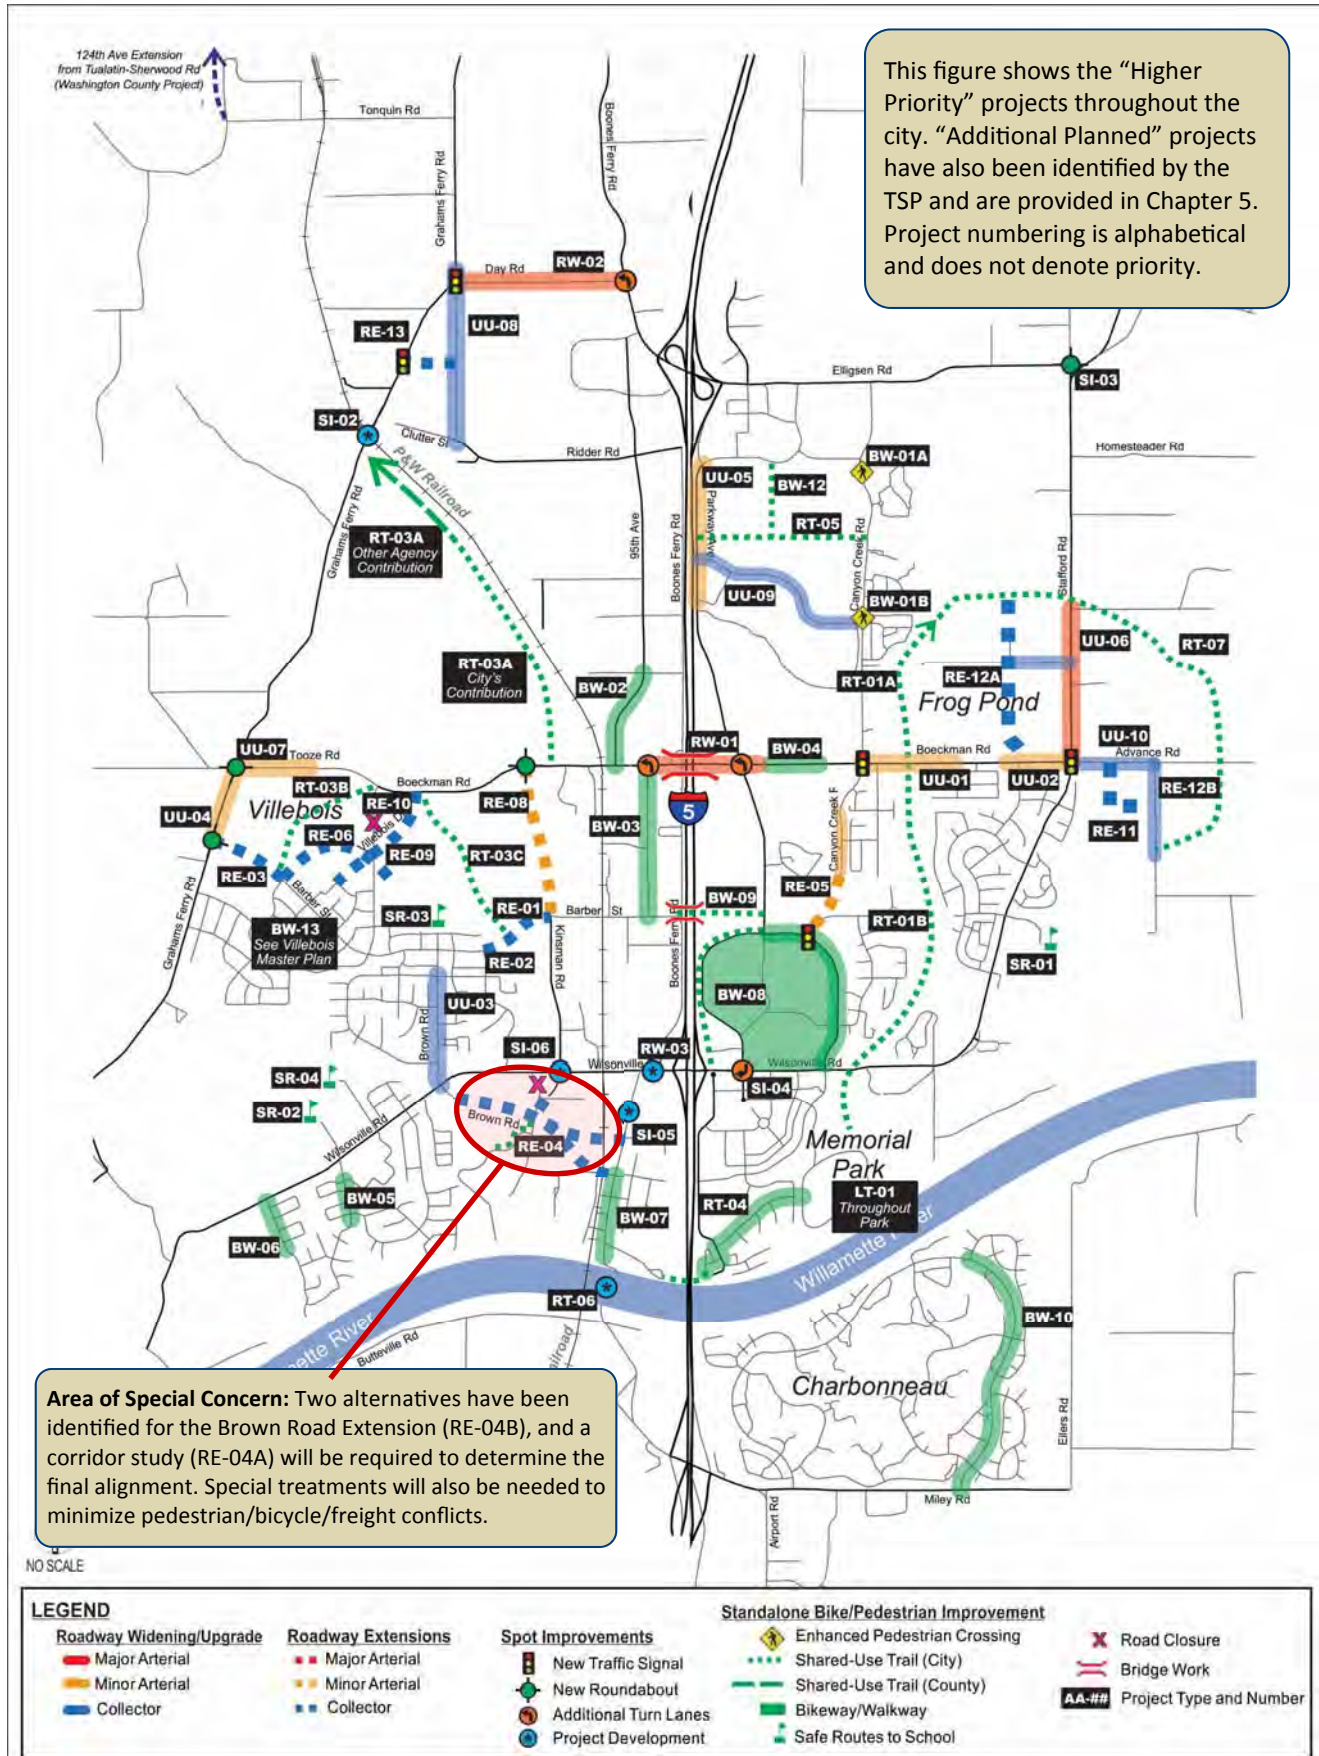 124th Ave Extension
from Tualatin-Sherwood Rd
(Washington County Project)
This figure shows the “Higher
Priority” projects throughout the
city. “Additional Planned” projects
have also been identified by the
TSP and are provided in Chapter 5.
Project numbering is alphabetical
and does not denote priority.
Tonquin Rd
Boones Ferry Rd
Grahams Ferry Rd
Day Rd
RW-02
RE-13
UU-08
Elligsen Rd
SI-03
SI-02
Clutter St
P&W Railroad
Ridder Rd
Homesteader Rd
BW-01A
UU-05
BW-12
Parkway Ave
RT-05
Grahams Ferry Rd
95th Ave
Boones Ferry Rd
Canyon Creek Rd
Stafford Rd
RT-03A
Other Agency
Contribution
UU-09
BW-01B
UU-06
RT-07
RT-03A
City's
Contribution
BW-02
RT-01A
RE-12A
Frog Pond
UU-07
Tooze Rd
RW-01
BW-04
Boeckman Rd
UU-10
Advance Rd
RT-03B
Boeckman Rd
UU-01
UU-02
RE-12B
Villebois
RE-10
RE-08
5
UU-04
RE-06
Villebois D
RE-09
BW-03
Canyon Creek F
RE-11
RE-03
RT-03C
RE-05
Barber St
SR-03
RE-01
Barber St
BW-09
RT-01B
BW-13
See Villebois
Master Plan
RE-02
Kinsman Rd
Boones Ferry Rd
SR-01
Grahams Ferry Rd
UU-03
BW-08
Brown Rd
SI-06
Wilsonville
RW-03
Wilsonville Rd
SI-04
SR-04
SR-02
Brown Rd
RE-04
SI-05
Wilsonville Rd
Memorial
Park
BW-05
BW-07
RT-04
LT-01
Throughout
Park
BW-06
Willamette River
RT-06
BW-10
mette River
Butteville Rd
ailroad
Charbonneau
Eilers Rd
Area of Special Concern: Two alternatives have been
identified for the Brown Road Extension (RE-04B), and a
corridor study (RE-04A) will be required to determine the
final alignment. Special treatments will also be needed to
minimize pedestrian/bicycle/freight conflicts.
Miley Rd
Airport Rd
NO SCALE
LEGEND
Roadway Widening/Upgrade
Major Arterial
Minor Arterial
Collector
Roadway Extensions
Major Arterial
Minor Arterial
Collector
Spot Improvements
New Traffic Signal
New Roundabout
Additional Turn Lanes
Project Development
Standalone Bike/Pedestrian Improvement
Enhanced Pedestrian Crossing
Shared-Use Trail (City)
Shared-Use Trail (County)
Bikeway/Walkway
Safe Routes to School
X Road Closure
Bridge Work
AA-## Project Type and Number